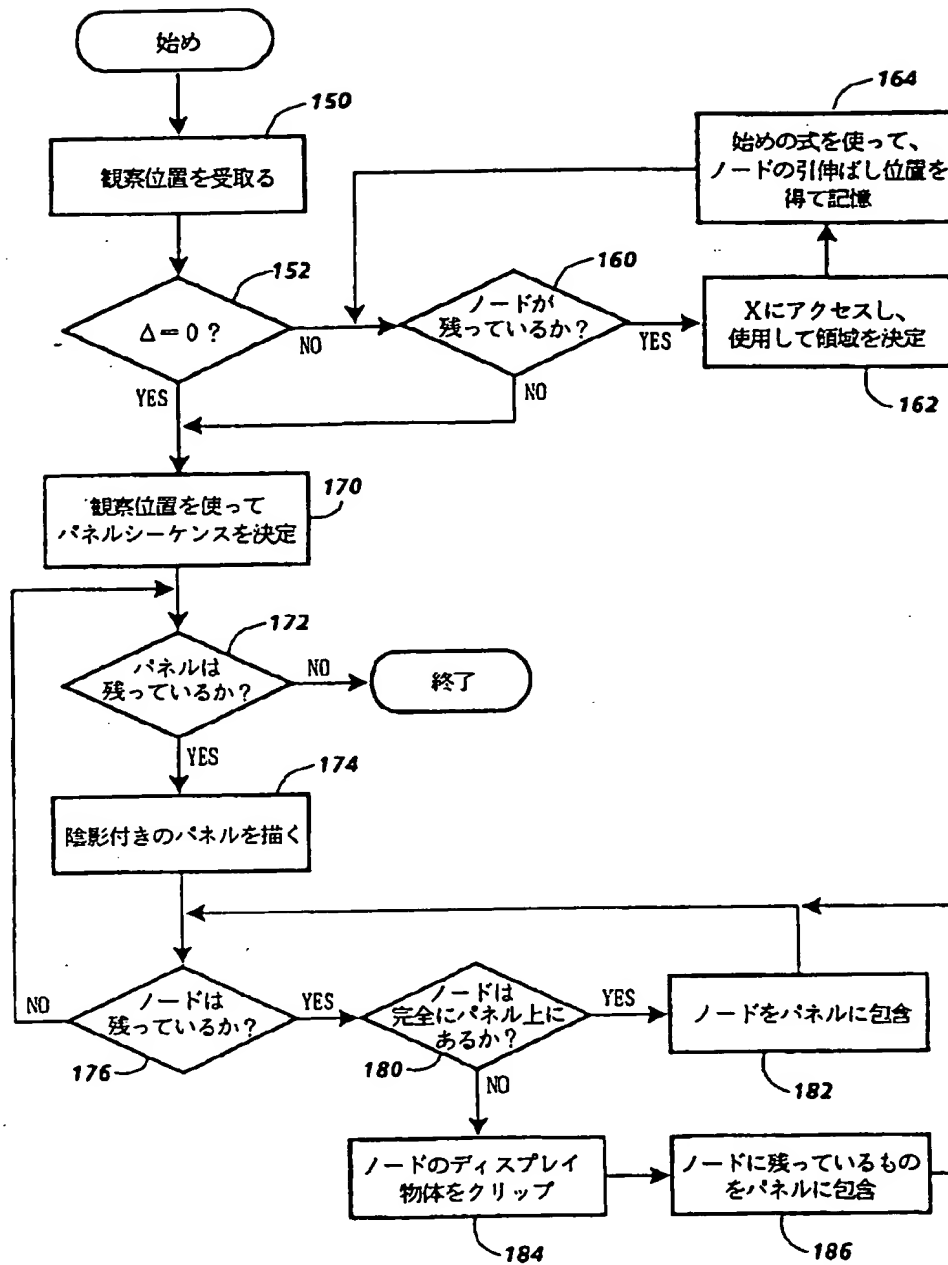 始め
150
観察位置を受取る
152
Δ=0?
NO
YES
160
ノードが
残っているか?
YES
NO
164
始めの式を使って、
ノードの引伸ばし位置を
得て記憶
Xにアクセスし、
使用して領域を決定
162
170
観察位置を使って
パネルシーケンスを決定
172
パネルは
残っているか?
NO
終了
YES
174
陰影付きのパネルを描く
NO
ノードは
残っているか?
176
YES
ノードは
完全にパネル上に
あるか?
180
YES
ノードをパネルに包含
182
NO
ノードのディスプレイ
物体をクリップ
184
ノードに残っているもの
をパネルに包含
186